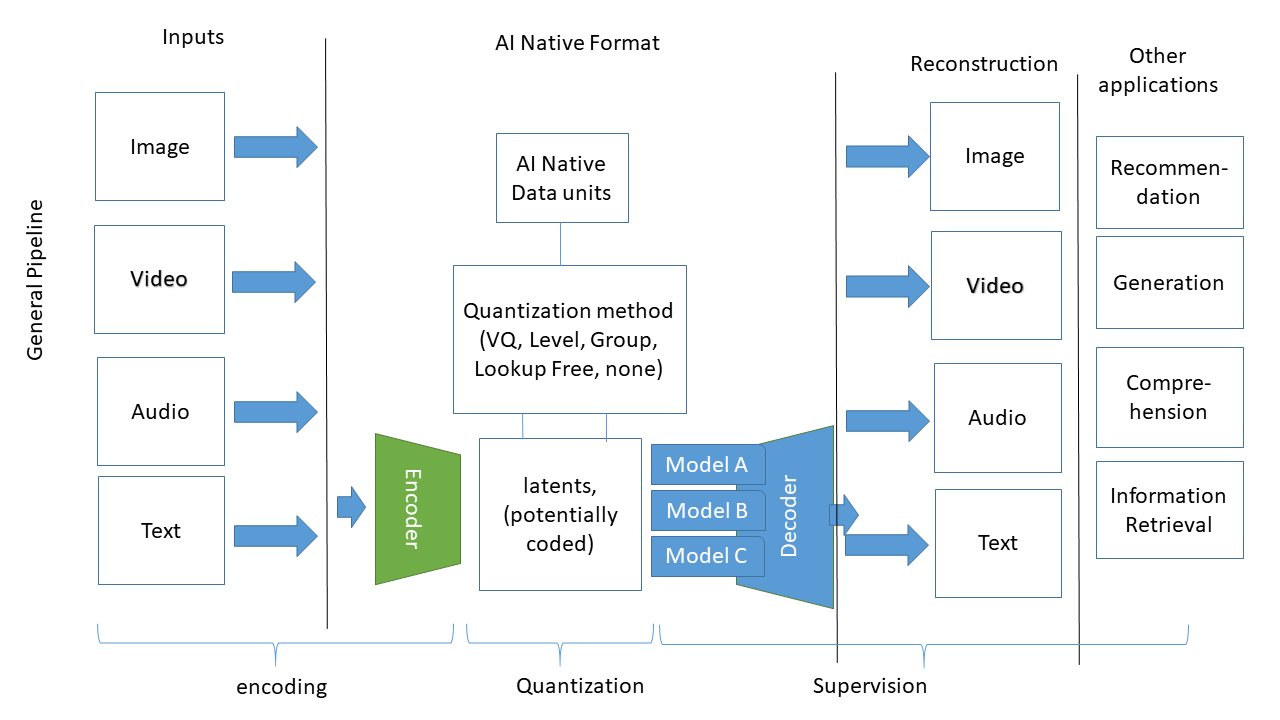 General Pipeline
Inputs
Image
Video
Audio
Text
AI Native Format
AI Native
Data units
Quantization method
(VQ, Level, Group,
Lookup Free, none)
Encoder
latents,
(potentially
coded)
Model A
Model B
Model C
Decoder
Reconstruction
Image
Video
Audio
Text
Other
applications
Recommen-
dation
Generation
Compre-
hension
Information
Retrieval
encoding
Quantization
Supervision